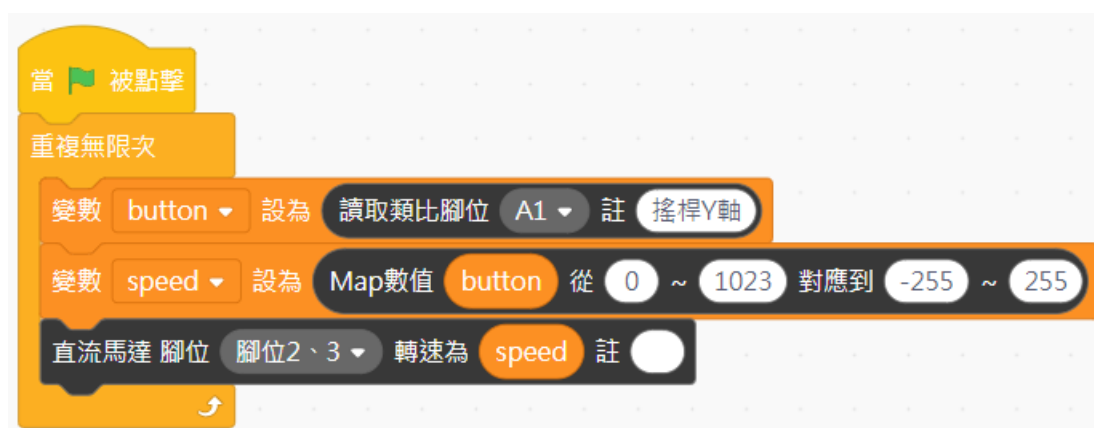 當 被點擊
重複無限次
變數 button 設為 讀取類比腳位 A1 註 搖桿Y軸
變數 speed 設為 Map數值 button 從 0 ~ 1023 對應到 -255 ~ 255
直流馬達 腳位 腳位2、3 轉速為 speed 註